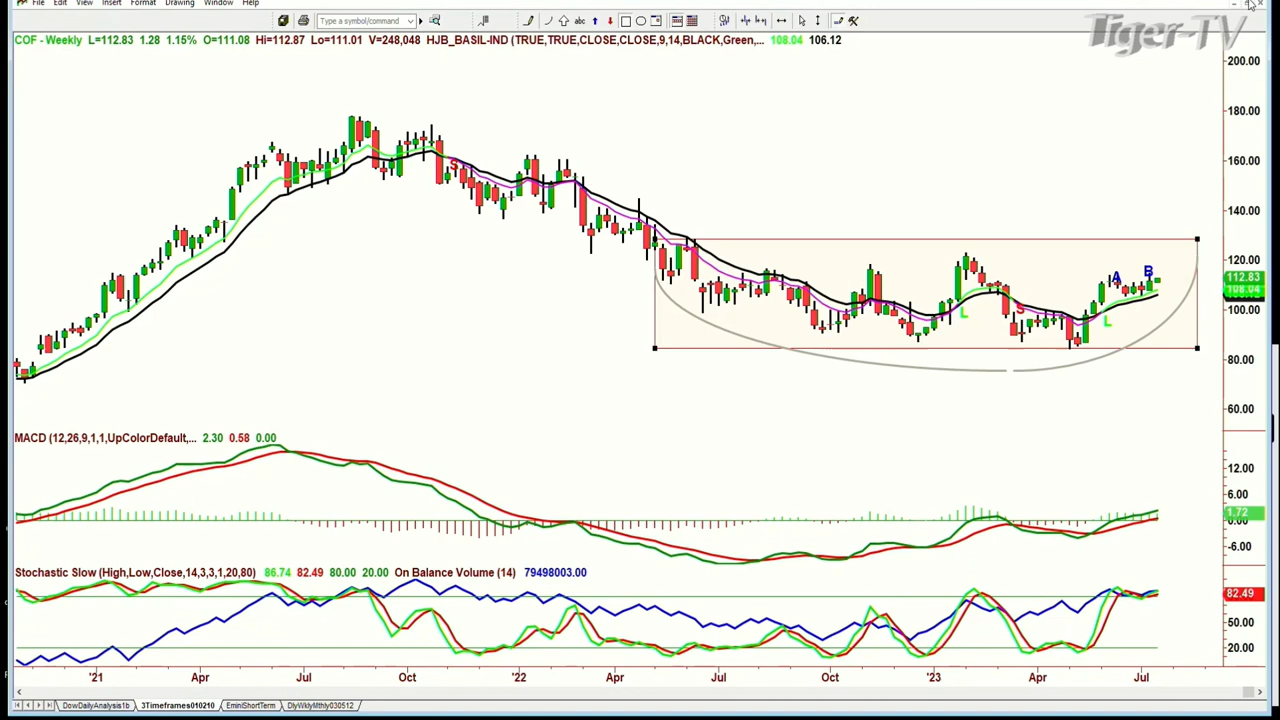 File Edit View Insert Format Drawing Window Help
Type a symbol/command
abc
Tiger-TV
COF - Weekly L=112.83 1.28 1.15% O=111.08 Hi=112.87 Lo=111.01 V=248,048 HJB_BASIL-IND (TRUE,TRUE,CLOSE,CLOSE,9,14,BLACK,Green,... 108.04 106.12
200.00
180.00
160.00
S
140.00
120.00
A B
112.83
108.04
L S
100.00
L
80.00
60.00
MACD (12,26,9,1,1,UpColorDefault,... 2.30 0.58 0.00
12.00
6.00
1.72
0.00
-6.00
Stochastic Slow (High,Low,Close,14,3,3,1,20,80) 86.74 82.49 80.00 20.00 On Balance Volume (14) 79498003.00
82.49
50.00
20.00
'21 Apr Jul Oct '22 Apr Jul Oct '23 Apr Jul
DowDailyAnalysis1b 3Timeframes010210 EminiShortTerm DlyWklyMthly030512